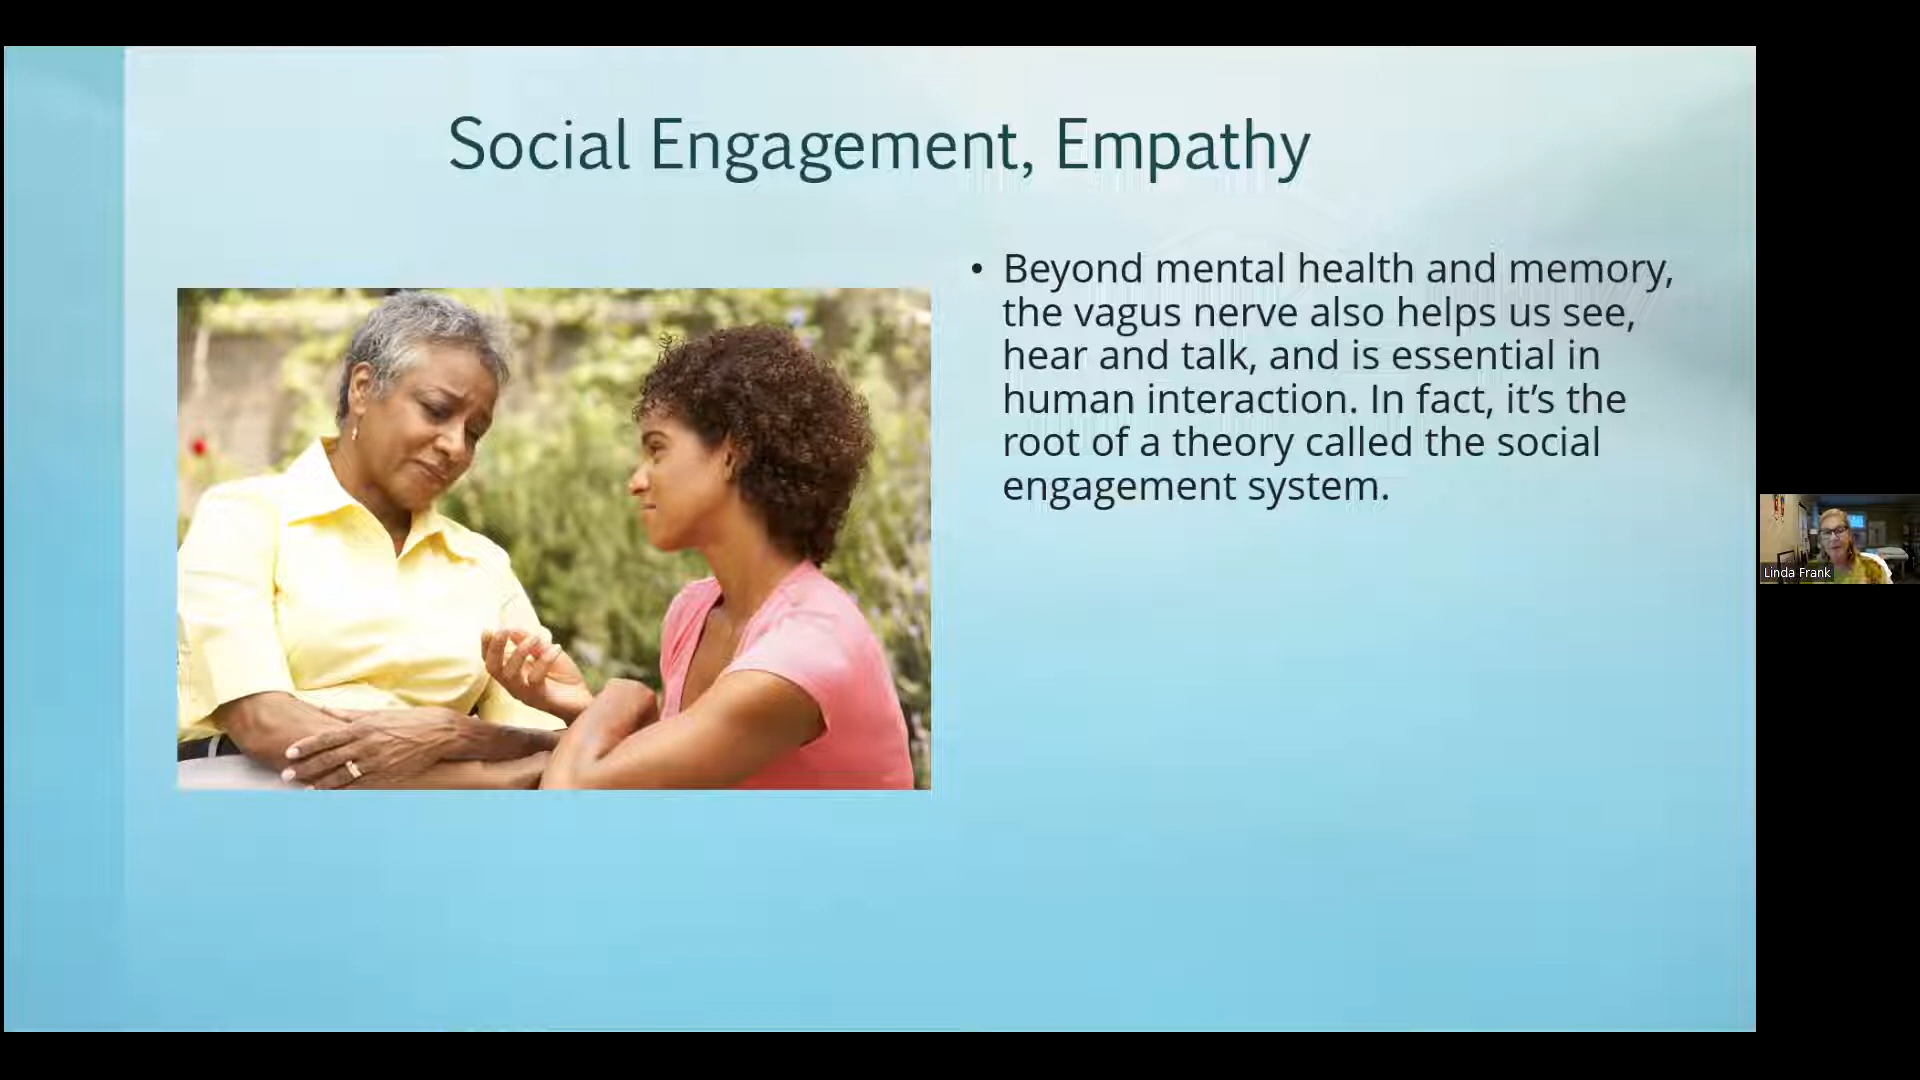 Social Engagement, Empathy
• Beyond mental health and memory,
the vagus nerve also helps us see,
hear and talk, and is essential in
human interaction. In fact, it’s the
root of a theory called the social
engagement system.
Linda Frank